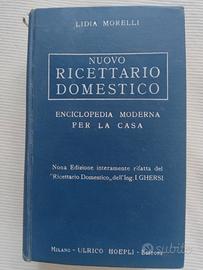 LIDIA MORELLI
NUOVO
RICETTARIO
DOMESTICO
ENCICLOPEDIA MODERNA
PER LA CASA
Nona Edizione interamente rifatta del
"Ricettario Domestico" dell'Ing. I. GHERSI
MILANO - ULRICO HOEPLI - EDITORE
subito